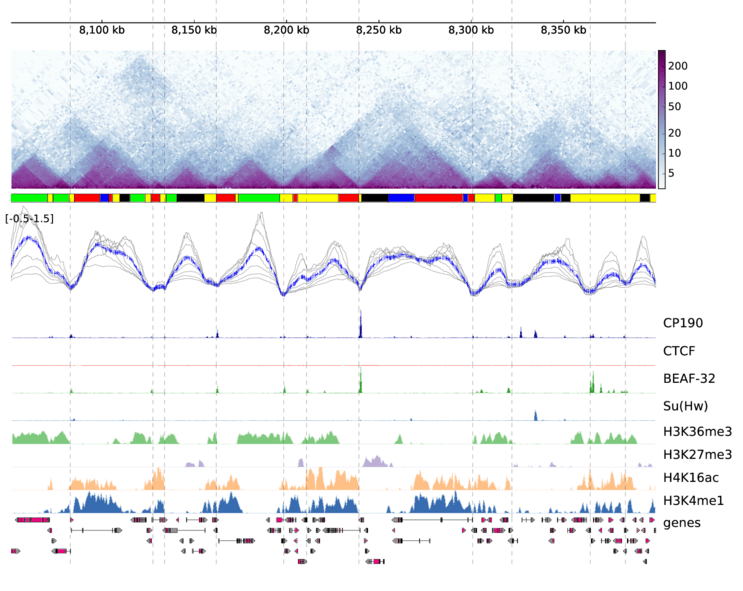 8,100 kb 8,150 kb 8,200 kb 8,250 kb 8,300 kb 8,350 kb
200
100
50
20
10
5
[-0.5-1.5]
CP190
CTCF
BEAF-32
Su(Hw)
H3K36me3
H3K27me3
H4K16ac
H3K4me1
genes